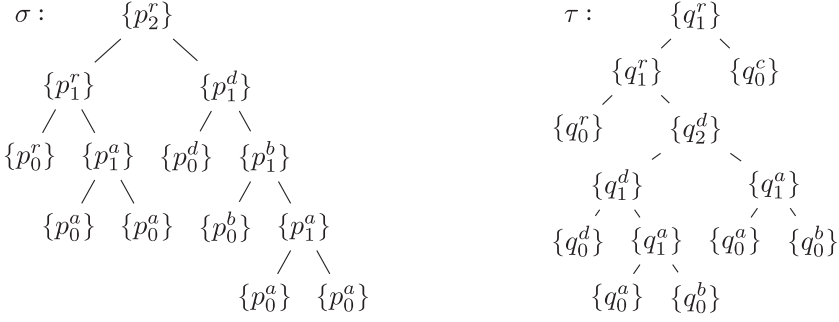 σ : {p_2^r} τ : {q_1^r}
{p_1^r} {p_1^d} {q_1^r} {q_0^c}
{p_0^r} {p_1^a} {p_0^d} {p_1^b} {q_0^r} {q_2^d}
{q_1^d} {q_1^a}
{p_0^a} {p_0^a} {p_0^b} {p_1^a} {q_0^d} {q_1^a} {q_0^a} {q_0^b}
{p_0^a} {p_0^a} {q_0^a} {q_0^b}